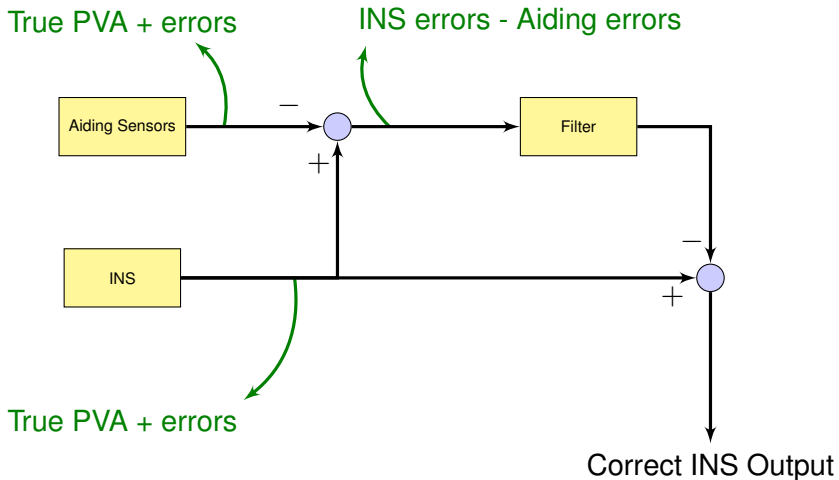 True PVA + errors
INS errors - Aiding errors
−
Aiding Sensors
Filter
+
−
INS
+
True PVA + errors
Correct INS Output